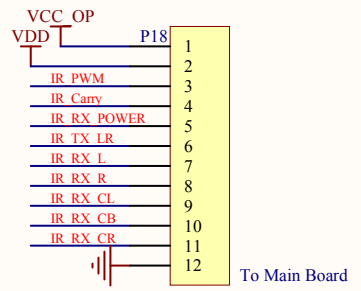 VCC_OP
VDD
P18
1
2
IR_PWM 3
IR_Carry 4
IR_RX_POWER 5
IR_TX_LR 6
IR_RX_L 7
IR_RX_R 8
IR_RX_CL 9
IR_RX_CB 10
IR_RX_CR 11
12
To Main Board